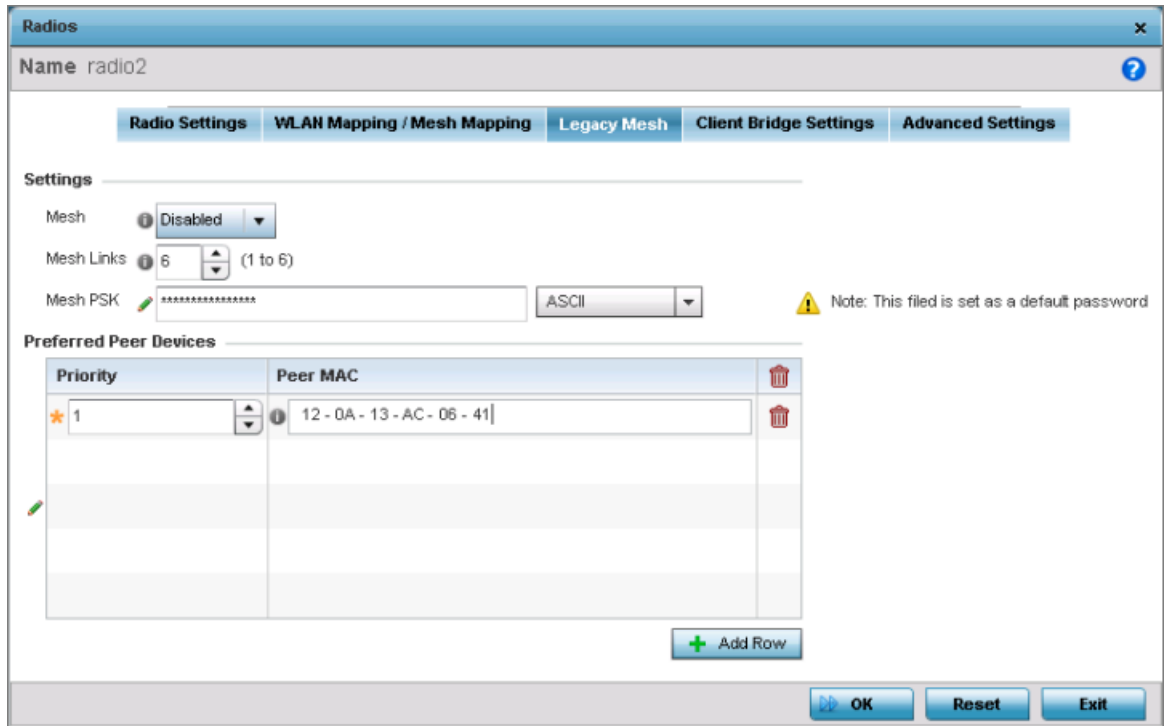 Radios
Name radio2
Radio Settings WLAN Mapping / Mesh Mapping Legacy Mesh Client Bridge Settings Advanced Settings
Settings
Mesh Disabled
Mesh Links 6 (1 to 6)
Mesh PSK **************** ASCII Note: This filed is set as a default password
Preferred Peer Devices
Priority Peer MAC
* 1 12 - 0A - 13 - AC - 06 - 41
Add Row
OK Reset Exit